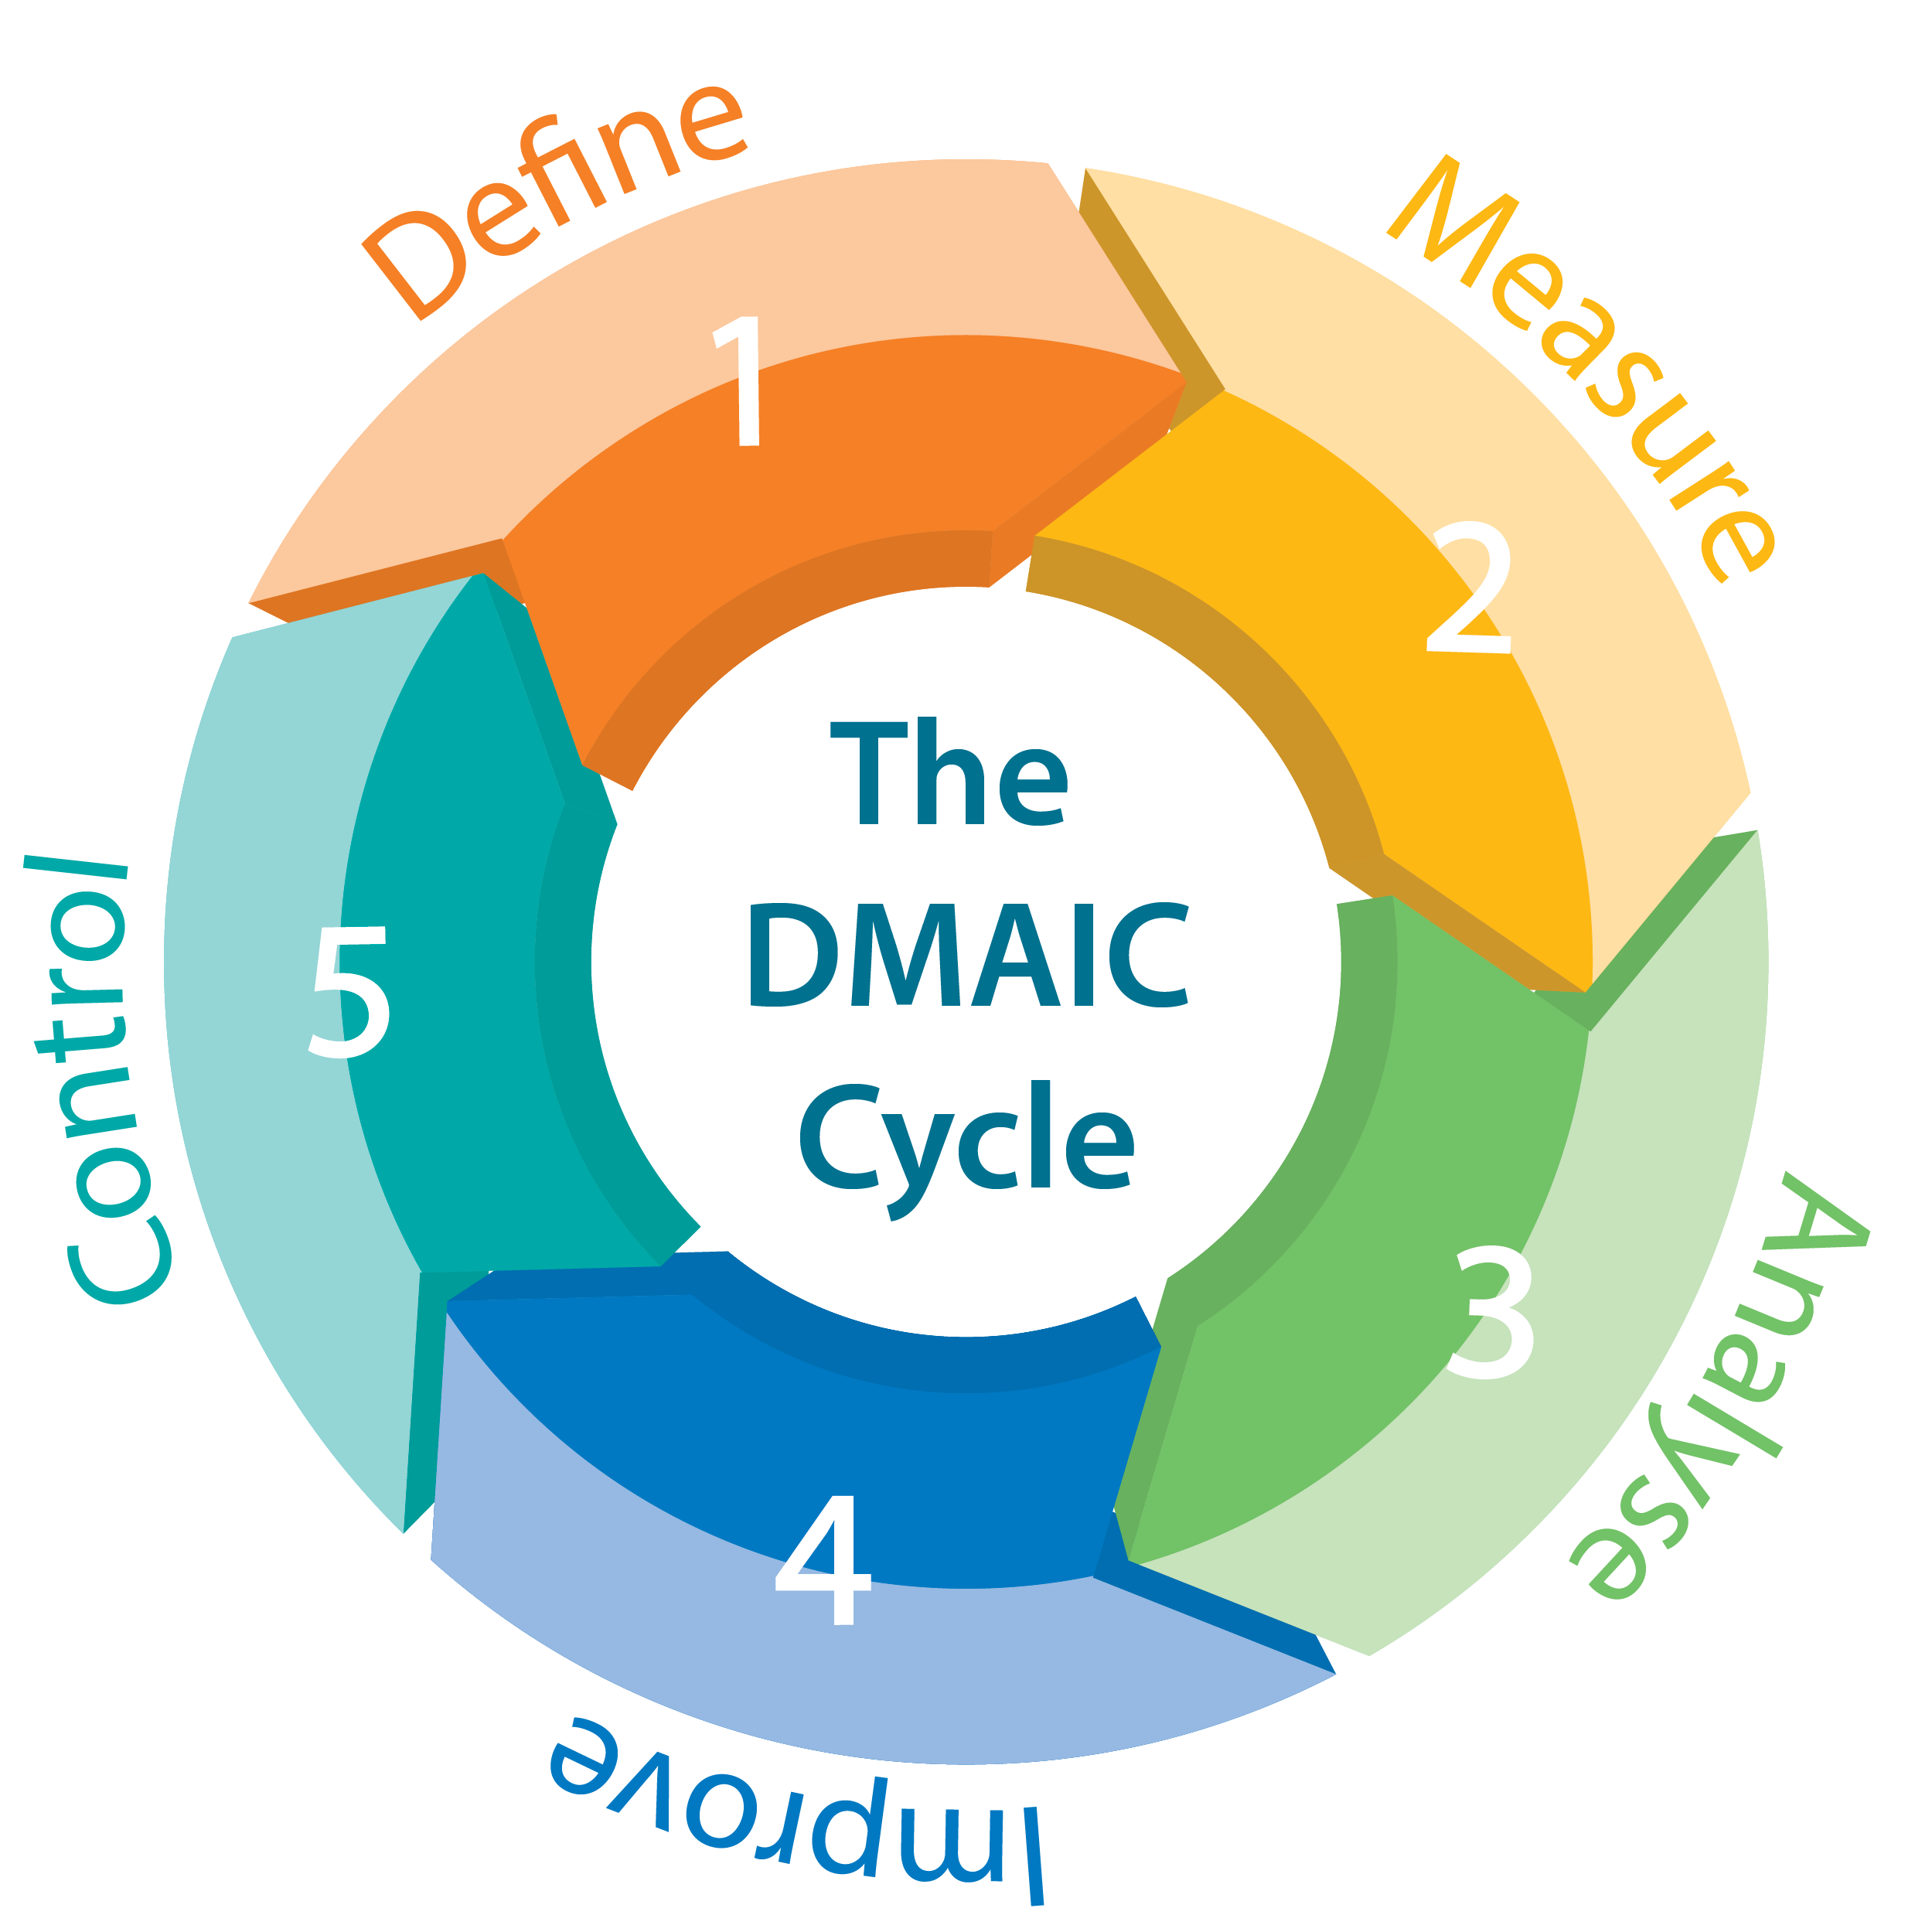 Define
1
Measure
2
Analyse
3
Improve
4
Control
5
The
DMAIC
Cycle